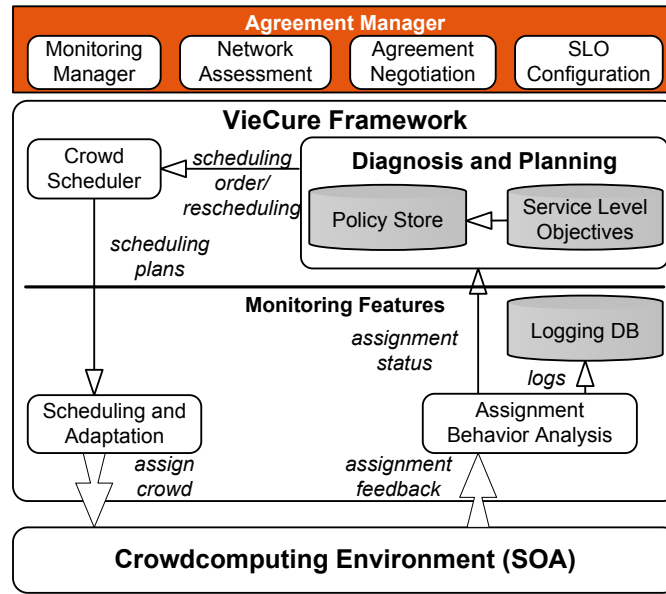 Agreement Manager
Monitoring
Manager
Network
Assessment
Agreement
Negotiation
SLO
Configuration
VieCure Framework
Crowd
Scheduler
scheduling
order/
rescheduling
Diagnosis and Planning
Policy Store
Service Level
Objectives
scheduling
plans
Monitoring Features
assignment
status
Logging DB
logs
Scheduling and
Adaptation
Assignment
Behavior Analysis
assign
crowd
assignment
feedback
Crowdcomputing Environment (SOA)